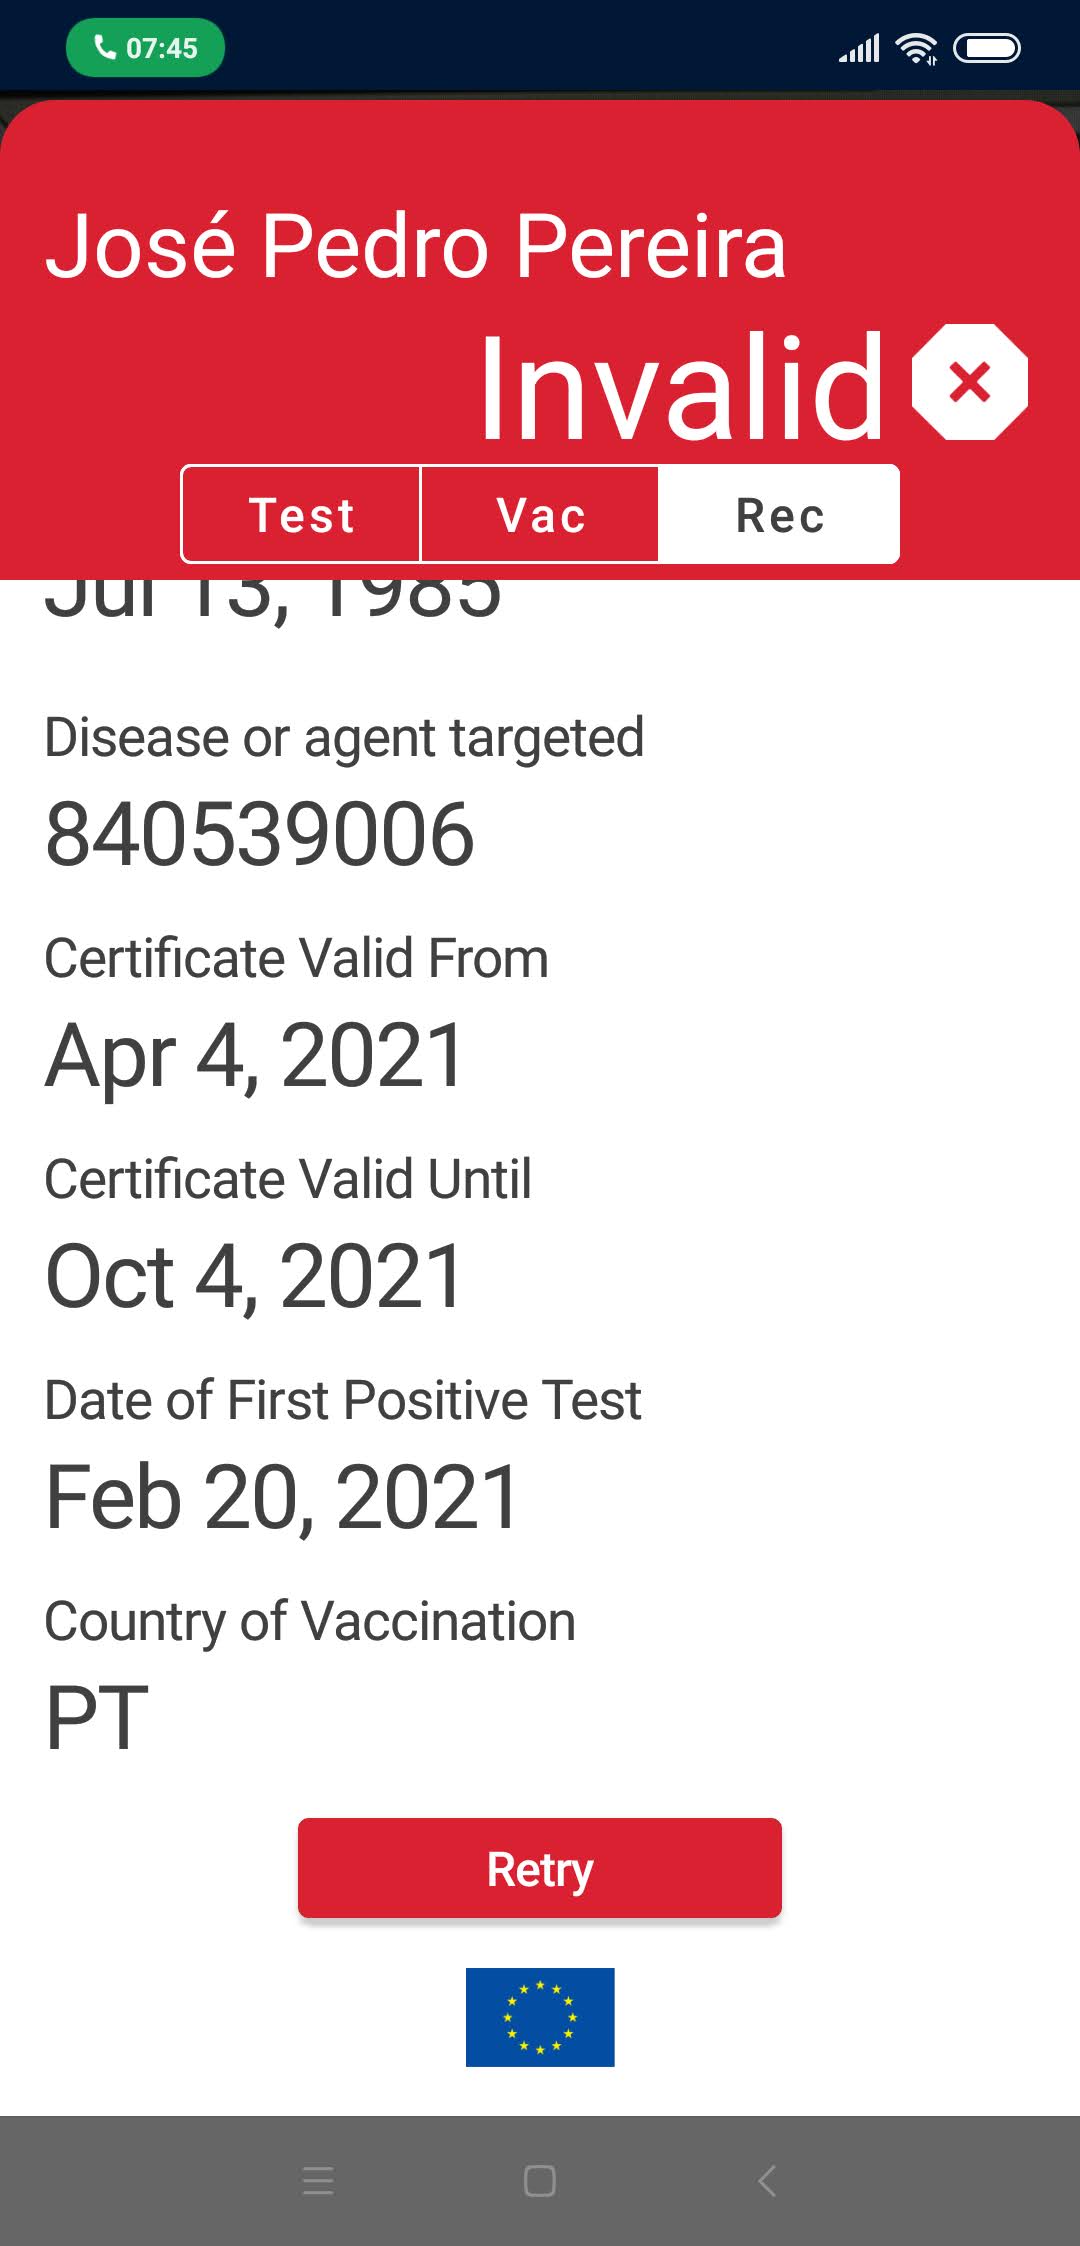 07:45
José Pedro Pereira
Invalid
Test Vac Rec
Jul 13, 1985
Disease or agent targeted
840539006
Certificate Valid From
Apr 4, 2021
Certificate Valid Until
Oct 4, 2021
Date of First Positive Test
Feb 20, 2021
Country of Vaccination
PT
Retry